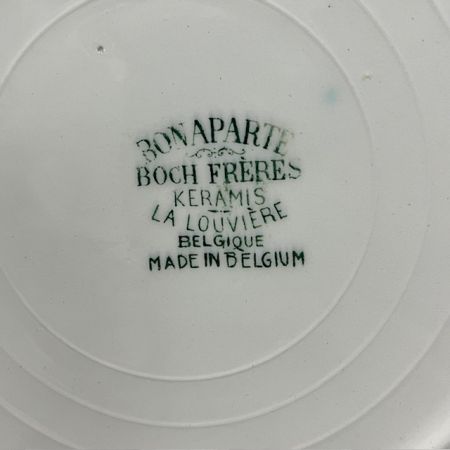 BONAPARTE
BOCH FRÈRES
KERAMIS
LA LOUVIÈRE
BELGIQUE
MADE IN BELGIUM